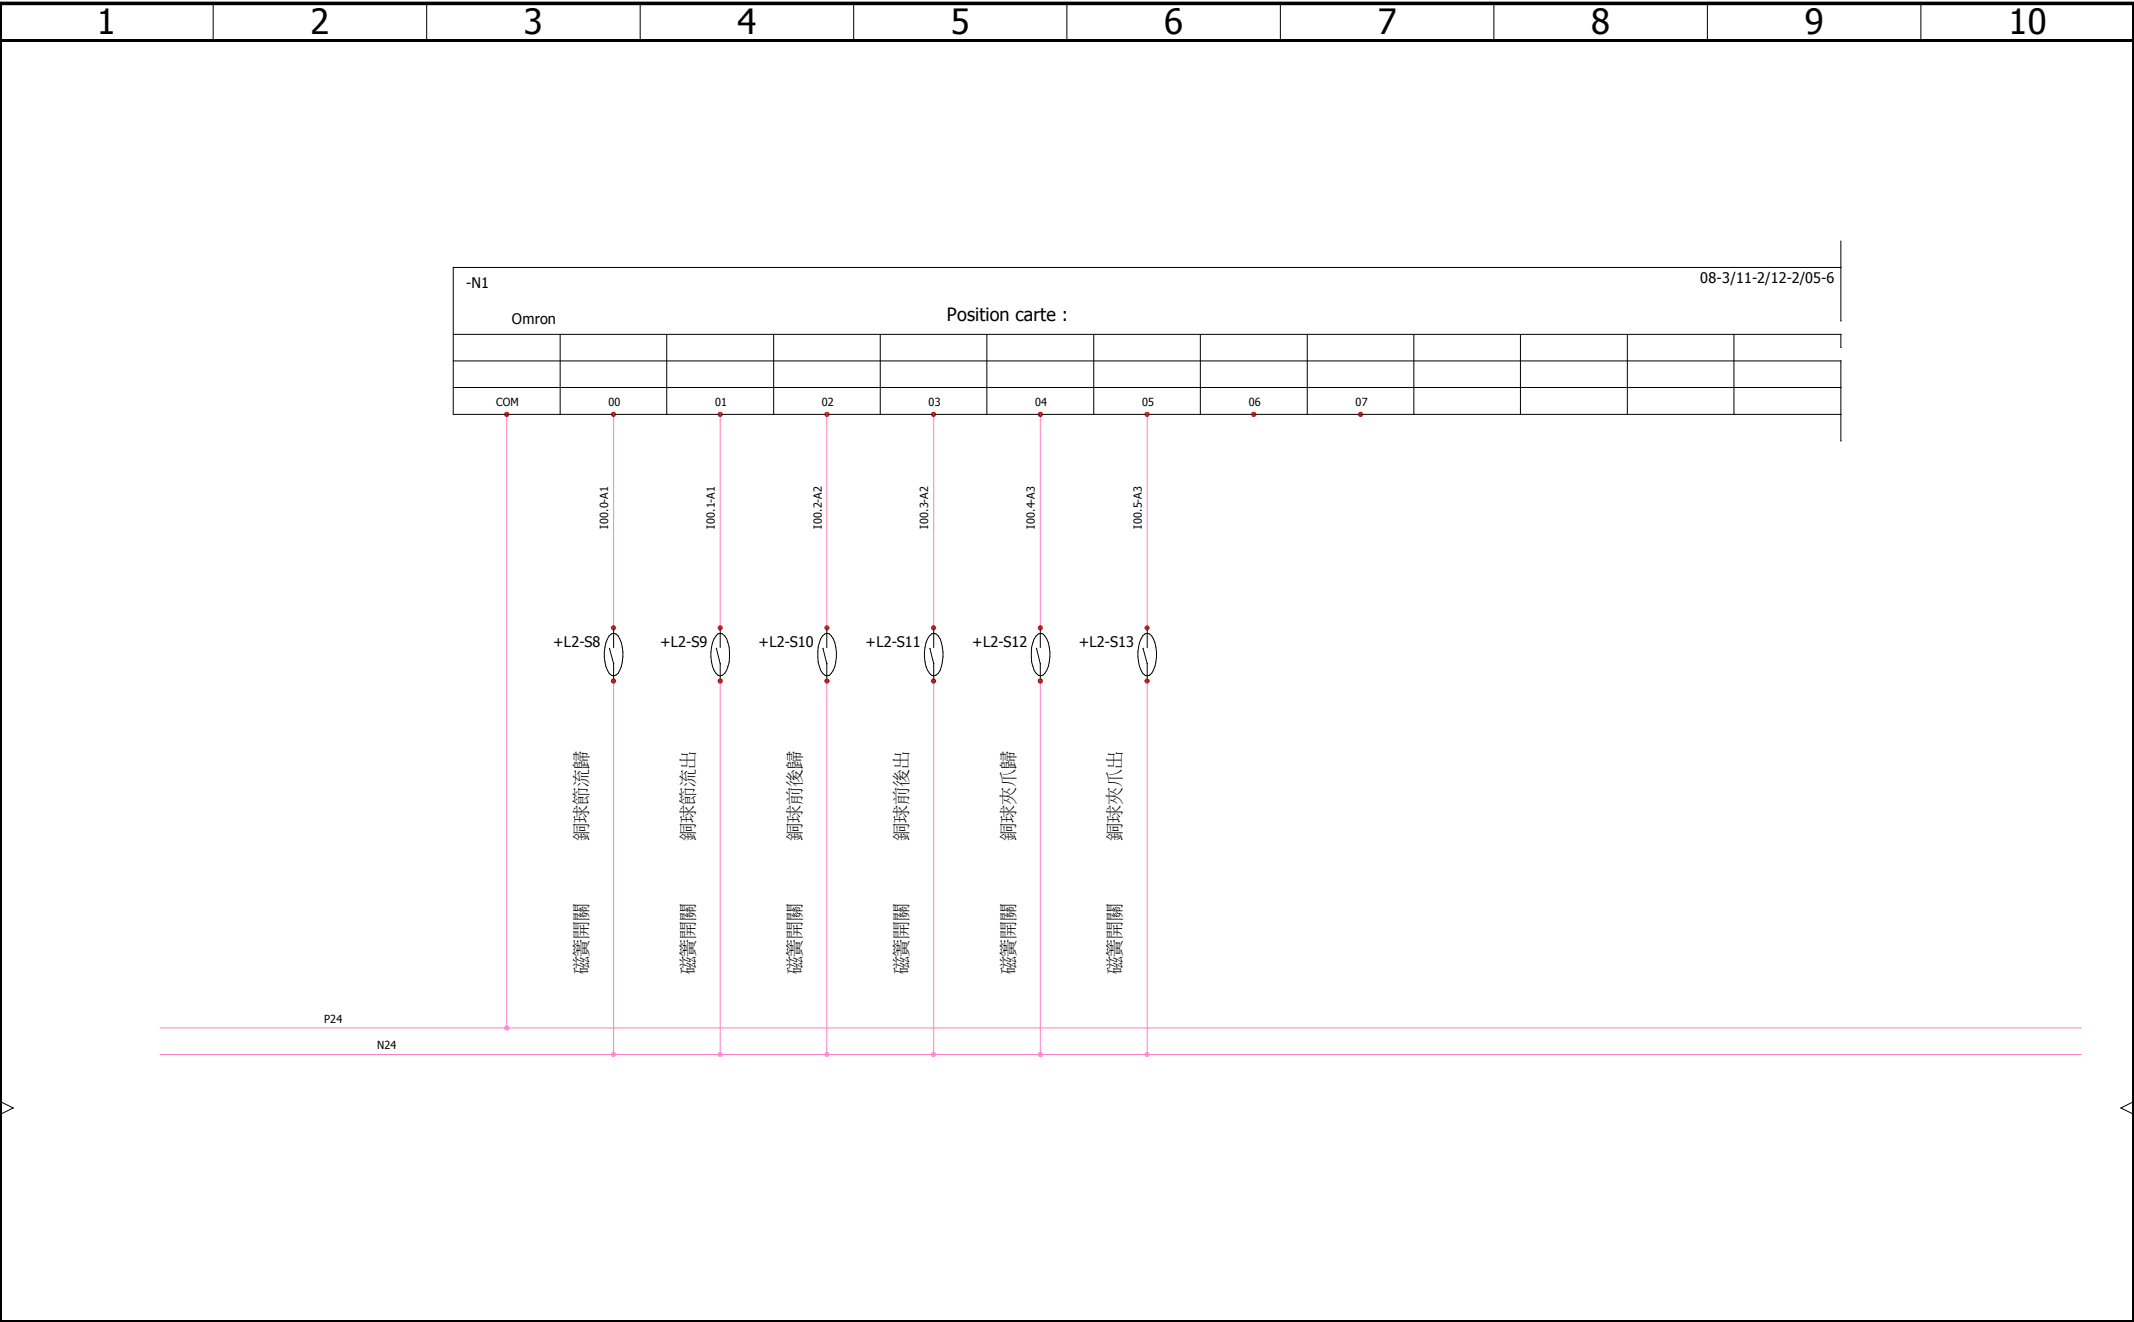 1 2 3 4 5 6 7 8 9 10
-N1 08-3/11-2/12-2/05-6
Omron Position carte :
COM 00 01 02 03 04 05 06 07
I00.0-A1 I00.1-A1 I00.2-A2 I00.3-A2 I00.4-A3 I00.5-A3
+L2-S8 +L2-S9 +L2-S10 +L2-S11 +L2-S12 +L2-S13
銅球節流歸 銅球節流出 銅球前後歸 銅球前後出 銅球夾爪歸 銅球夾爪出
磁簧開關 磁簧開關 磁簧開關 磁簧開關 磁簧開關 磁簧開關
P24
N24